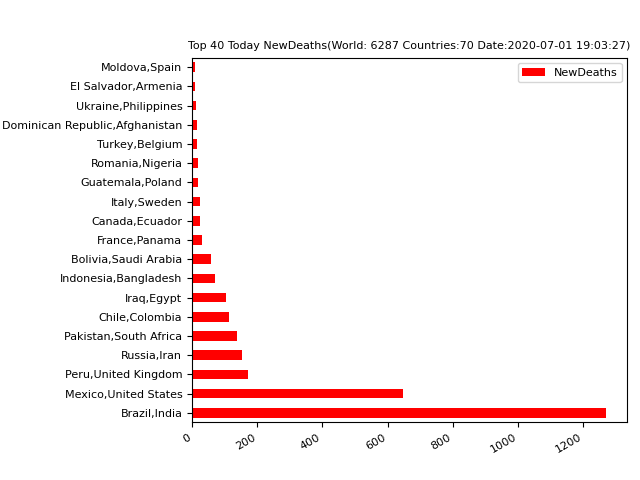 Top 40 Today NewDeaths(World: 6287 Countries:70 Date:2020-07-01 19:03:27)
NewDeaths
Moldova,Spain
El Salvador,Armenia
Ukraine,Philippines
Dominican Republic,Afghanistan
Turkey,Belgium
Romania,Nigeria
Guatemala,Poland
Italy,Sweden
Canada,Ecuador
France,Panama
Bolivia,Saudi Arabia
Indonesia,Bangladesh
Iraq,Egypt
Chile,Colombia
Pakistan,South Africa
Russia,Iran
Peru,United Kingdom
Mexico,United States
Brazil,India
0 200 400 600 800 1000 1200